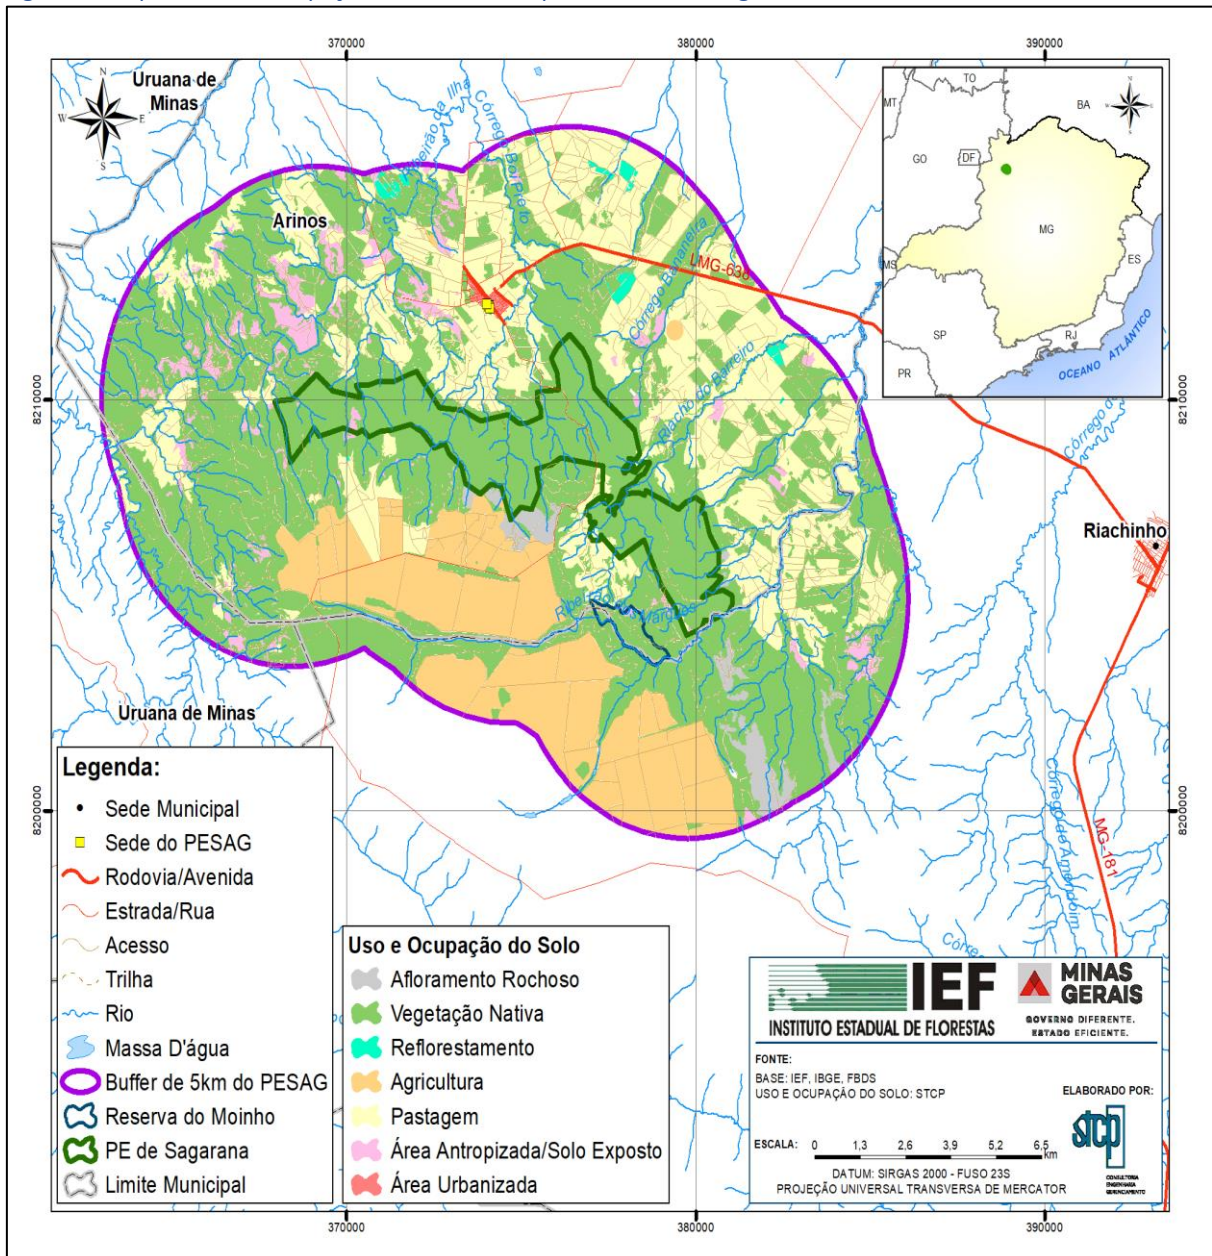 370000
380000
390000
Uruana de
Minas
N
W
E
S
Ribeirão da Ilha
Córrego Boi Preto
Arinos
LMG-636
Córrego Bananeira
Riacho do Barreiro
8210000
8210000
TO
MT
BA
GO
DF
MG
MS
ES
SP
RJ
PR
OCEANO ATLÂNTICO
Riachinho
Uruana de Minas
MG-181
Córrego do Amendoim
8200000
8200000
Legenda:
Sede Municipal
Sede do PESAG
Rodovia/Avenida
Estrada/Rua
Acesso
Trilha
Rio
Massa D'água
Buffer de 5km do PESAG
Reserva do Moinho
PE de Sagarana
Limite Municipal
Uso e Ocupação do Solo
Afloramento Rochoso
Vegetação Nativa
Reflorestamento
Agricultura
Pastagem
Área Antropizada/Solo Exposto
Área Urbanizada
IEF
INSTITUTO ESTADUAL DE FLORESTAS
MINAS
GERAIS
GOVERNO DIFERENTE.
ESTADO EFICIENTE.
FONTE:
BASE: IEF, IBGE, FBDS
USO E OCUPAÇÃO DO SOLO: STCP
ELABORADO POR:
stcp
CONSULTORIA
ENGENHARIA
GERENCIAMENTO
ESCALA:
0 1,3 2,6 3,9 5,2 6,5
km
DATUM: SIRGAS 2000 - FUSO 23S
PROJEÇÃO UNIVERSAL TRANSVERSA DE MERCATOR
370000
380000
390000